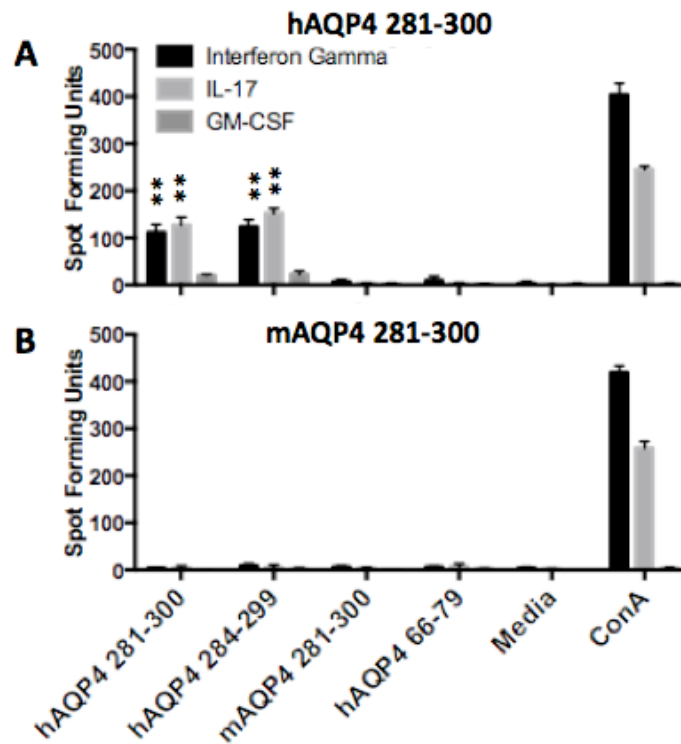 hAQP4 281-300
A
Interferon Gamma
IL-17
GM-CSF
Spot Forming Units
500
400
300
200
100
0
** ** ** **
B
mAQP4 281-300
Spot Forming Units
500
400
300
200
100
0
hAQP4 281-300
hAQP4 284-299
mAQP4 281-300
hAQP4 66-79
Media
ConA